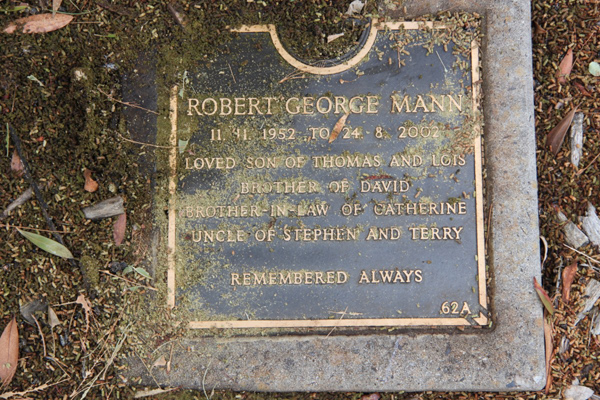 ROBERT GEORGE MANN
11. 11. 1952 TO 24. 8. 2002
LOVED SON OF THOMAS AND LOIS
BROTHER OF DAVID
BROTHER-IN-LAW OF CATHERINE
UNCLE OF STEPHEN AND TERRY
REMEMBERED ALWAYS
62A